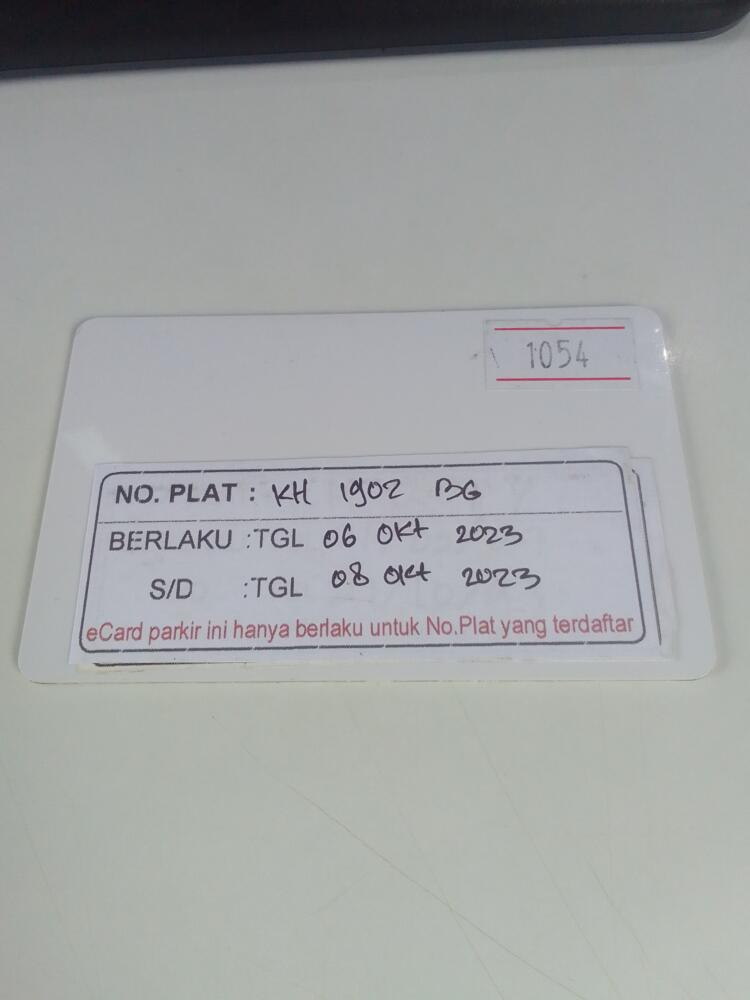 1054
NO. PLAT : KH 1902 BG
BERLAKU :TGL 06 OKt 2023
S/D :TGL 08 OKt 2023
eCard parkir ini hanya berlaku untuk No.Plat yang terdaftar